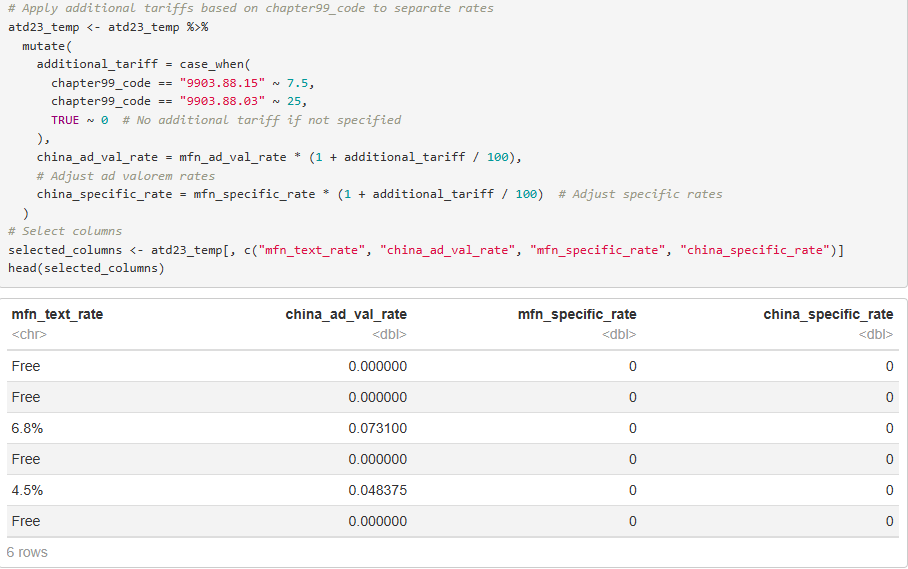 # Apply additional tariffs based on chapter99_code to separate rates
atd23_temp <- atd23_temp %>%
  mutate(
    additional_tariff = case_when(
      chapter99_code == "9903.88.15" ~ 7.5,
      chapter99_code == "9903.88.03" ~ 25,
      TRUE ~ 0  # No additional tariff if not specified
    ),
    china_ad_val_rate = mfn_ad_val_rate * (1 + additional_tariff / 100),
    # Adjust ad valorem rates
    china_specific_rate = mfn_specific_rate * (1 + additional_tariff / 100)  # Adjust specific rates
  )
# Select columns
selected_columns <- atd23_temp[, c("mfn_text_rate", "china_ad_val_rate", "mfn_specific_rate", "china_specific_rate")]
head(selected_columns)
mfn_text_rate china_ad_val_rate mfn_specific_rate china_specific_rate
<chr> <dbl> <dbl> <dbl>
Free 0.000000 0 0
Free 0.000000 0 0
6.8% 0.073100 0 0
Free 0.000000 0 0
4.5% 0.048375 0 0
Free 0.000000 0 0
6 rows